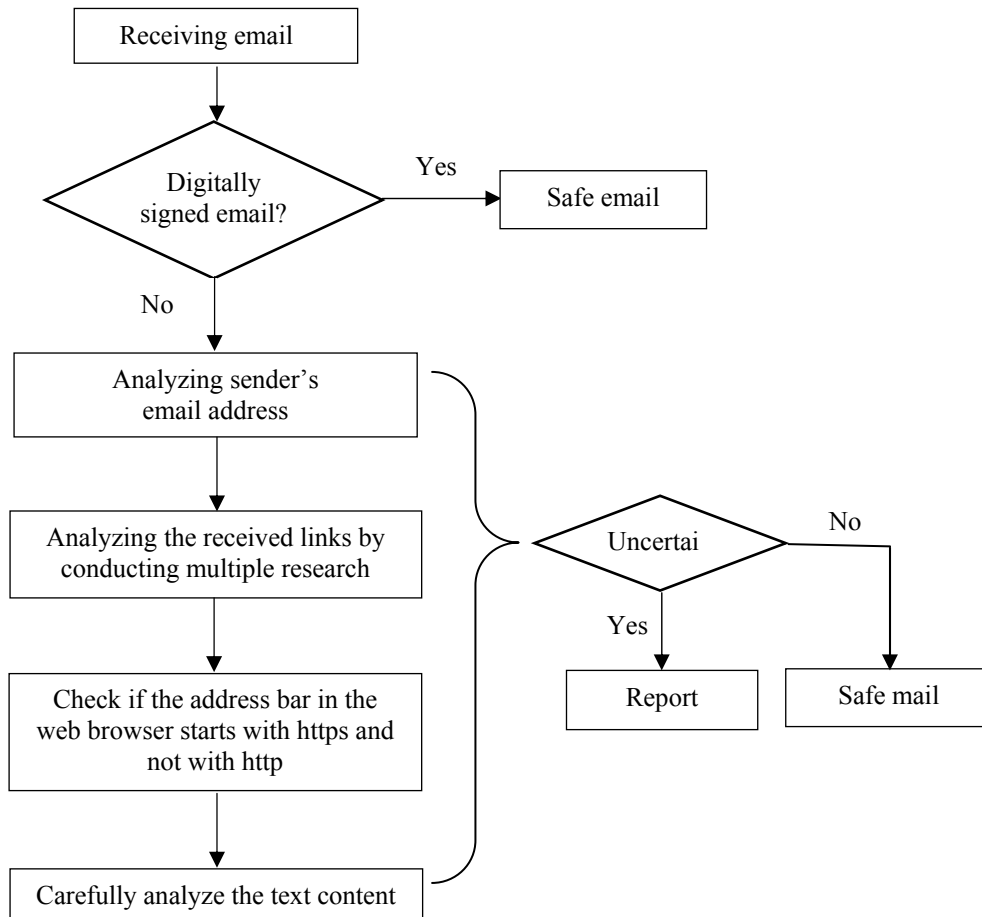 Receiving email
Digitally
signed email?
Yes
Safe email
No
Analyzing sender’s
email address
Analyzing the received links by
conducting multiple research
Check if the address bar in the
web browser starts with https and
not with http
Carefully analyze the text content
Uncertai
No
Yes
Report
Safe mail